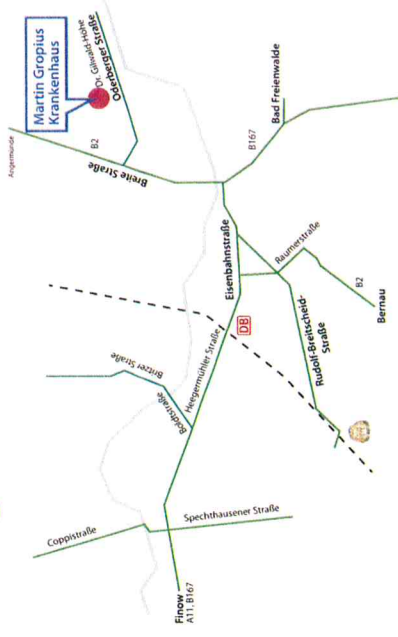 Angermünde
Martin Gropius
Krankenhaus
Dr. Gilwald-Höhe
Oderberger Straße
B2
Breite Straße
B167
Bad Freienwalde
Eisenbahnstraße
Raumerstraße
B2
Bernau
Rudolf-Breitscheid-
Straße
DB
Heegermühler Straße
Boldtstraße
Britzer Straße
Coppistraße
Spechthausener Straße
Finow
A11, B167